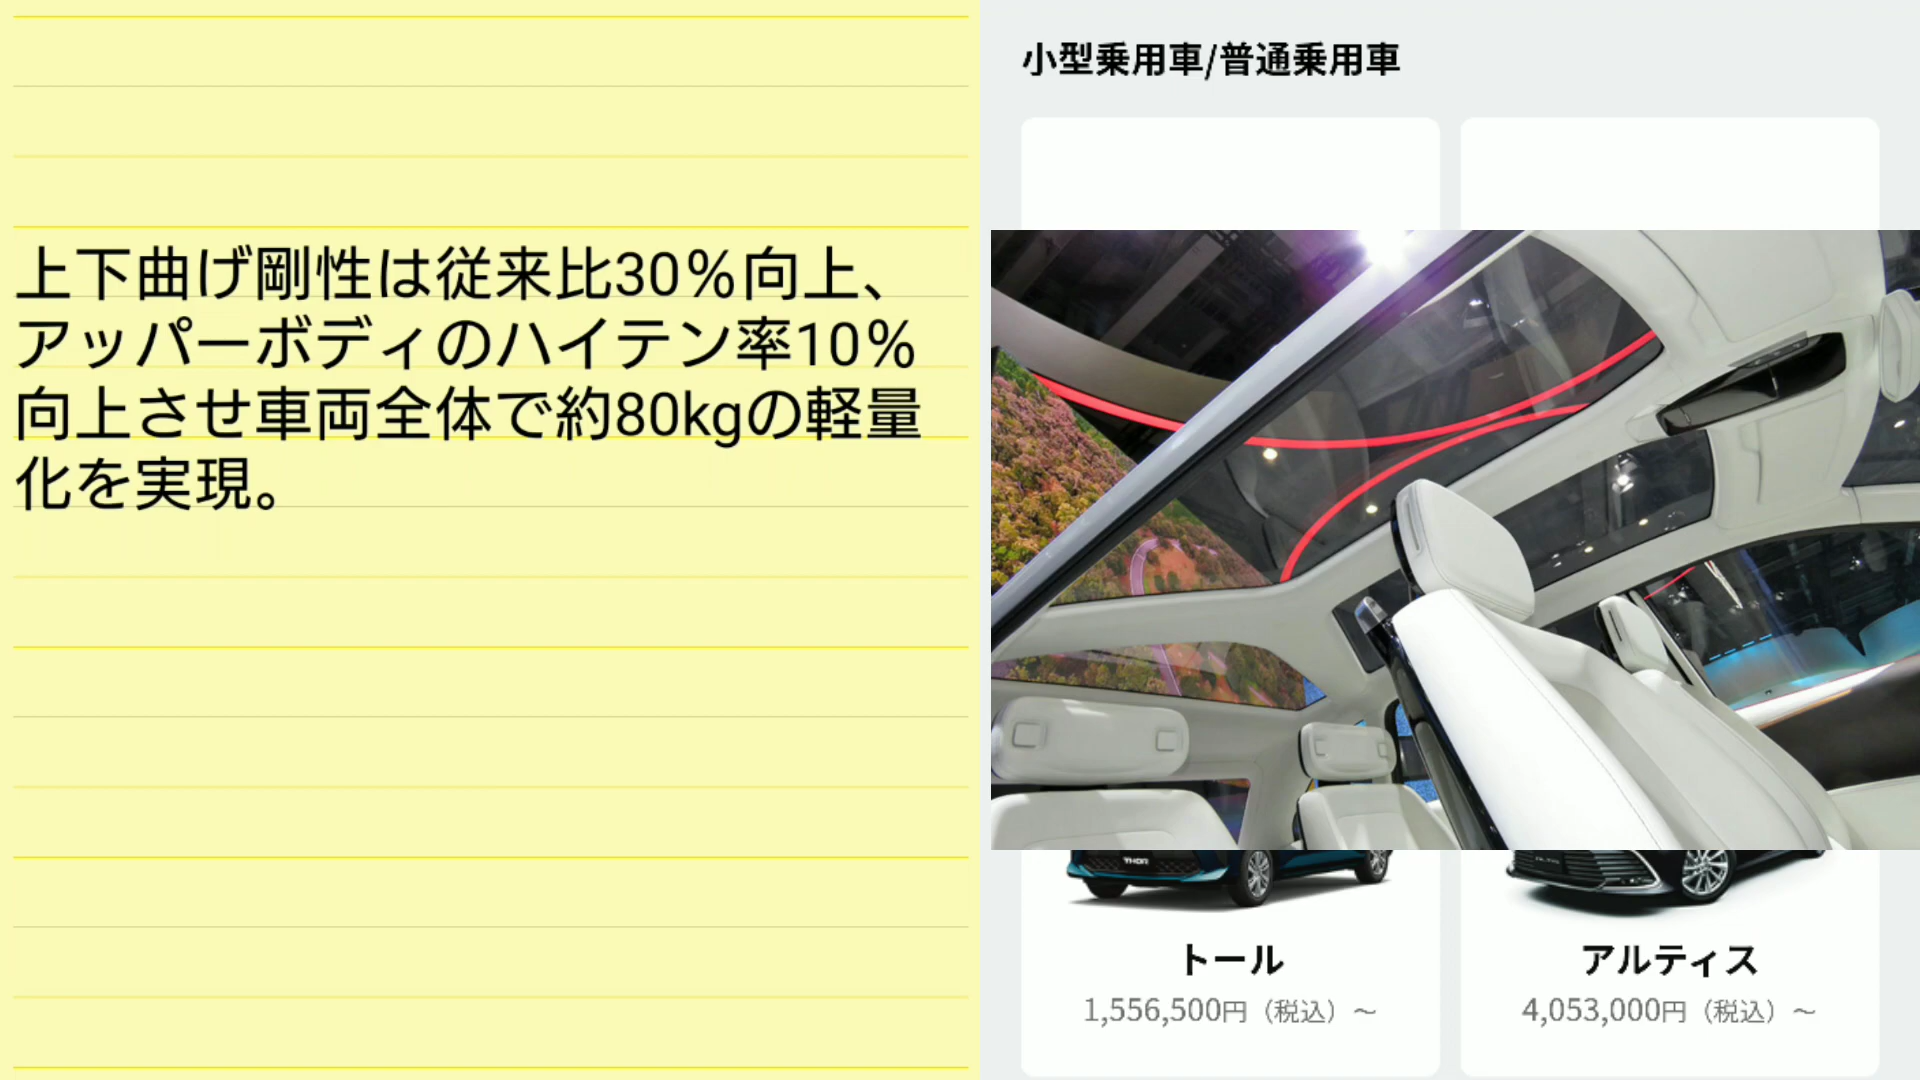 上下曲げ剛性は従来比30%向上、
アッパーボディのハイテン率10%
向上させ車両全体で約80kgの軽量
化を実現。
小型乗用車/普通乗用車
THOR
トール
1,556,500円（税込）～
アルティス
4,053,000円（税込）～